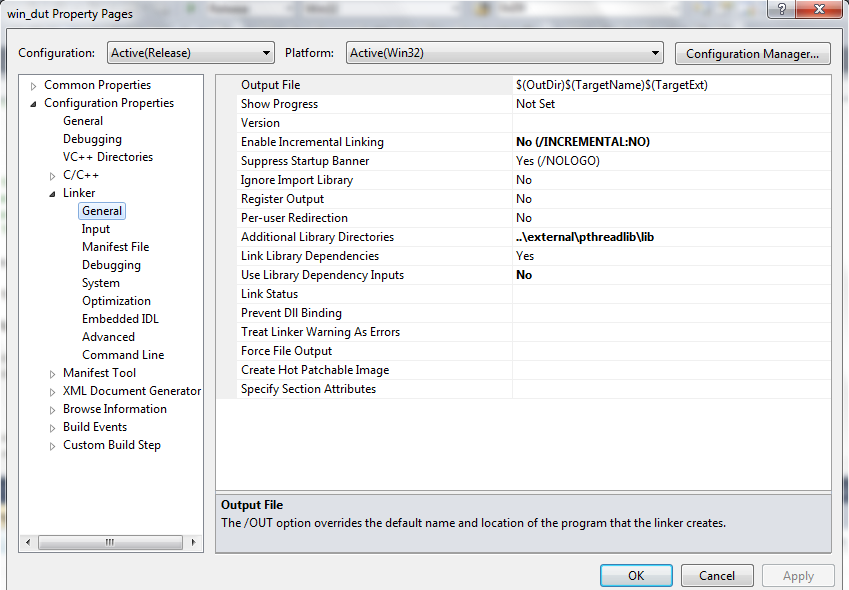 win_dut Property Pages
?
Configuration: Active(Release) Platform: Active(Win32) Configuration Manager...
Common Properties
Configuration Properties
General
Debugging
VC++ Directories
C/C++
Linker
General
Input
Manifest File
Debugging
System
Optimization
Embedded IDL
Advanced
Command Line
Manifest Tool
XML Document Generator
Browse Information
Build Events
Custom Build Step
Output File $(OutDir)$(TargetName)$(TargetExt)
Show Progress Not Set
Version
Enable Incremental Linking No (/INCREMENTAL:NO)
Suppress Startup Banner Yes (/NOLOGO)
Ignore Import Library No
Register Output No
Per-user Redirection No
Additional Library Directories ..\external\pthreadlib\lib
Link Library Dependencies Yes
Use Library Dependency Inputs No
Link Status
Prevent Dll Binding
Treat Linker Warning As Errors
Force File Output
Create Hot Patchable Image
Specify Section Attributes
Output File
The /OUT option overrides the default name and location of the program that the linker creates.
OK Cancel Apply